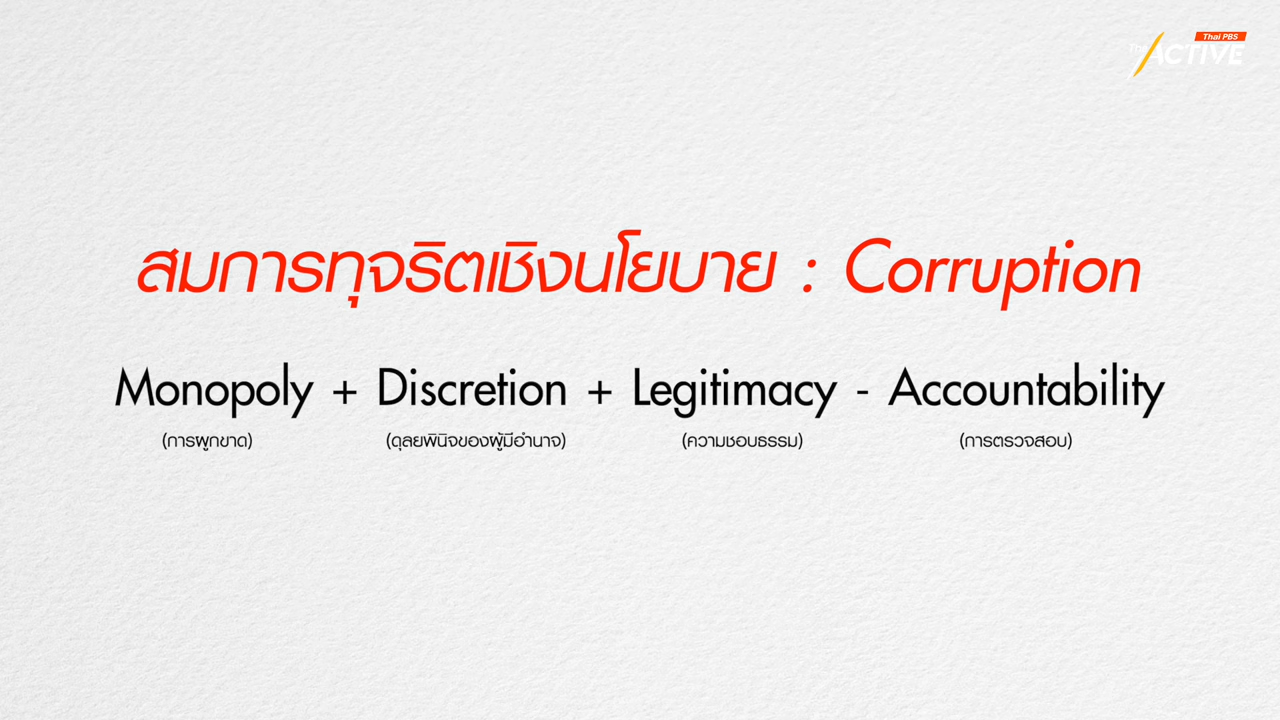 Thai PBS
The ACTIVE
สมการทุจริตเชิงนโยบาย : Corruption
Monopoly + Discretion + Legitimacy - Accountability
(การผูกขาด) (ดุลยพินิจของผู้มีอำนาจ) (ความชอบธรรม) (การตรวจสอบ)